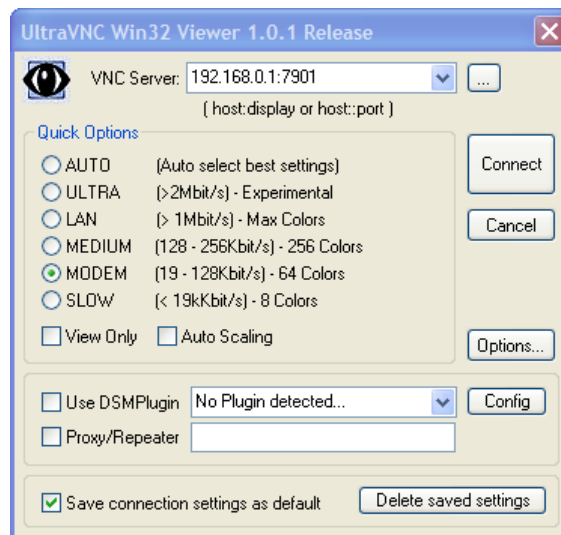 UltraVNC Win32 Viewer 1.0.1 Release
VNC Server: 192.168.0.1:7901 ...
( host:display or host::port )
Quick Options
AUTO (Auto select best settings)
ULTRA (>2Mbit/s) - Experimental
LAN (> 1Mbit/s) - Max Colors
MEDIUM (128 - 256Kbit/s) - 256 Colors
MODEM (19 - 128Kbit/s) - 64 Colors
SLOW (< 19kKbit/s) - 8 Colors
View Only Auto Scaling
Connect
Cancel
Options...
Use DSMPlugin No Plugin detected... Config
Proxy/Repeater
Save connection settings as default Delete saved settings